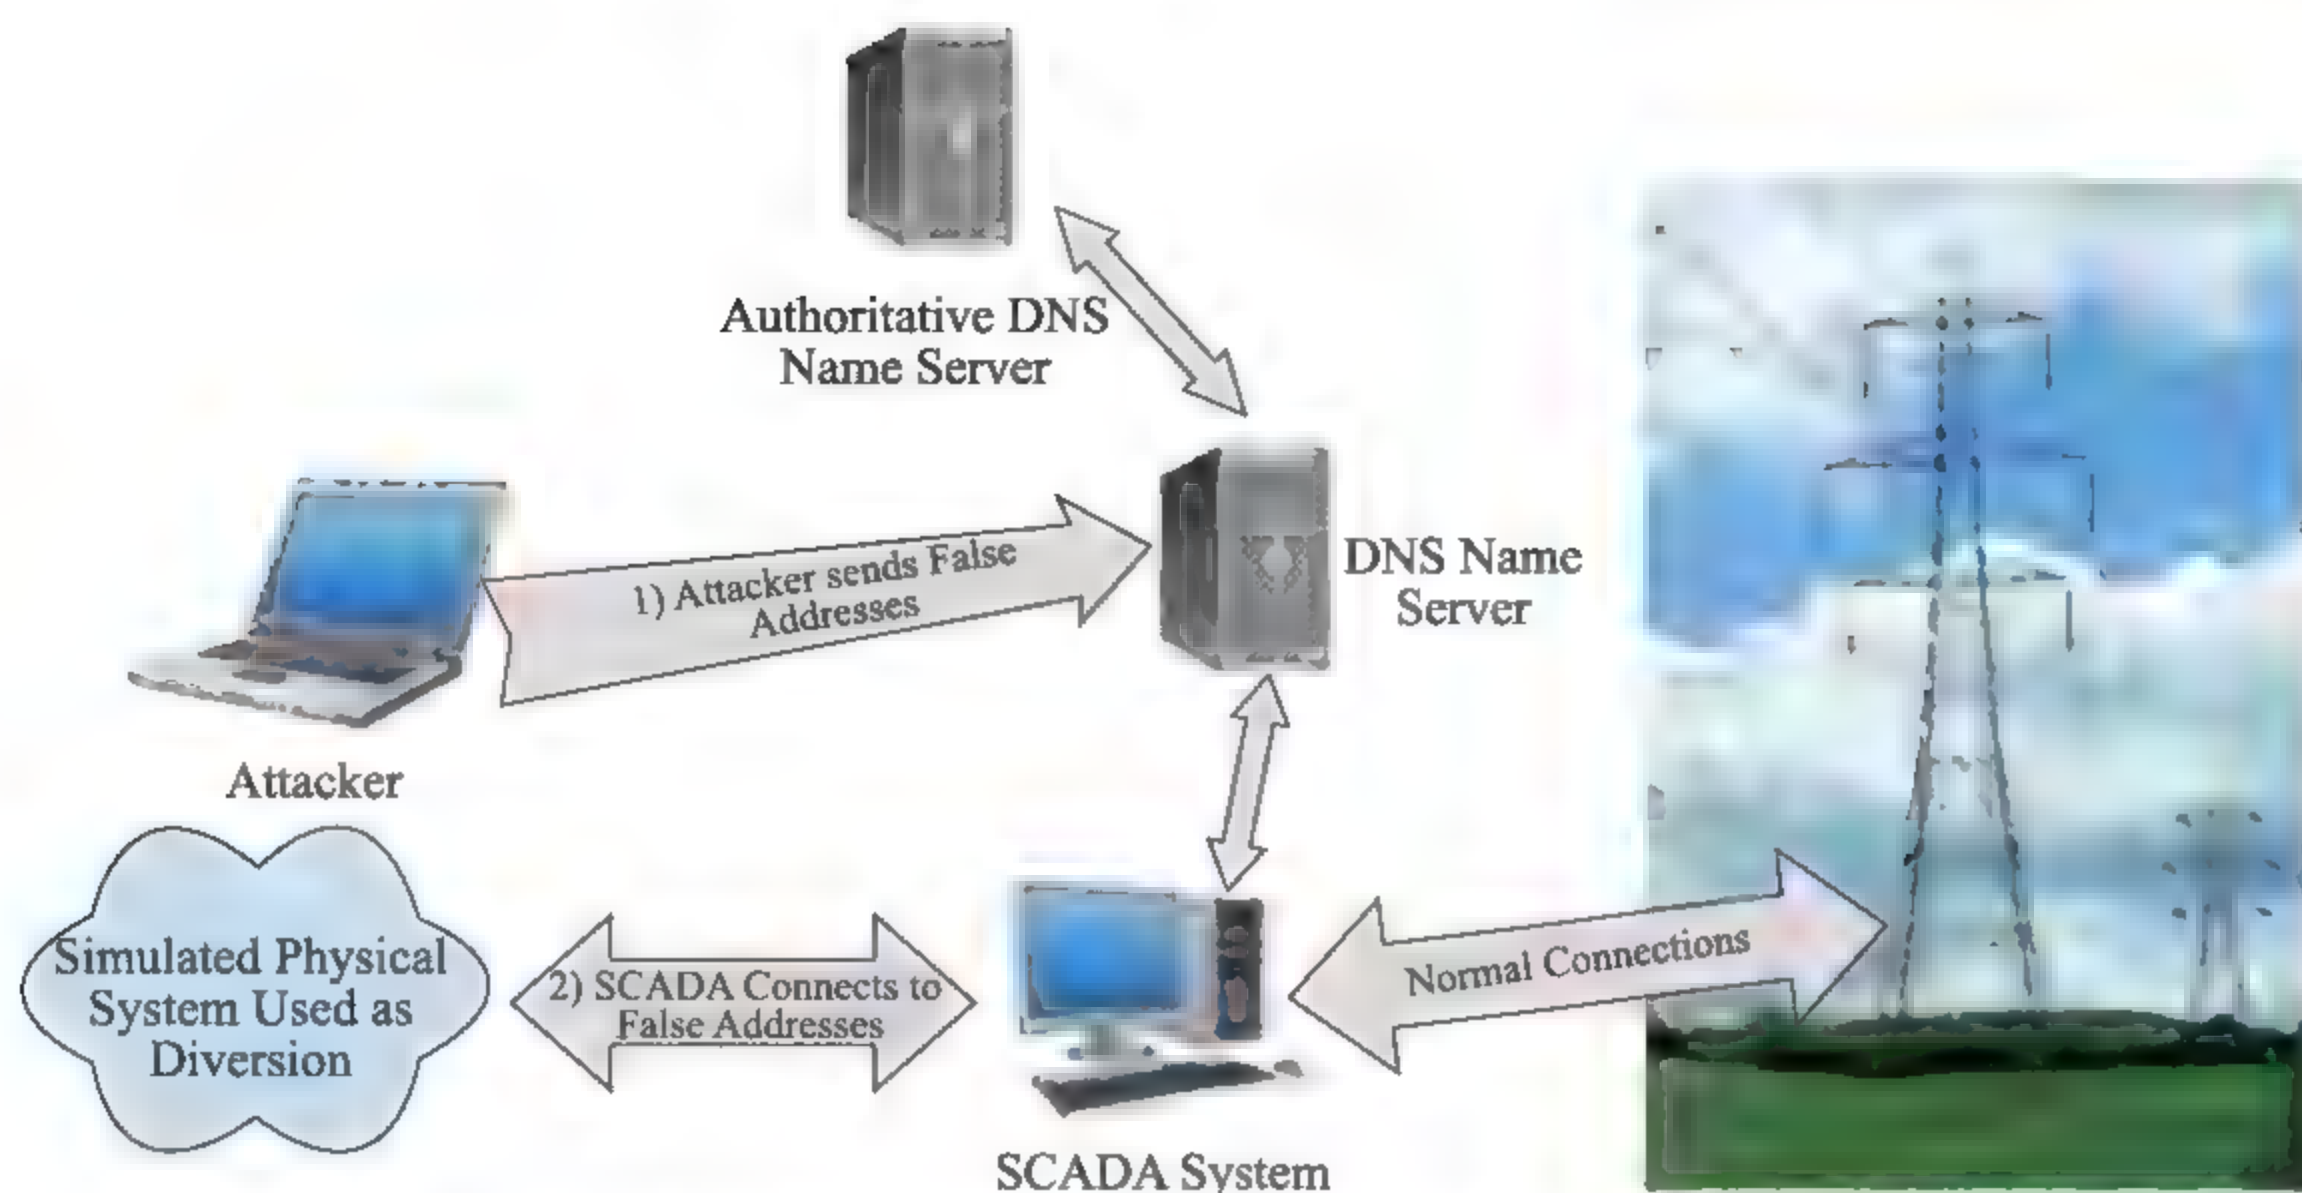 Authoritative DNS
Name Server
1) Attacker sends False
Addresses
DNS Name
Server
Attacker
Simulated Physical
System Used as
Diversion
2) SCADA Connects to
False Addresses
Normal Connections
SCADA System